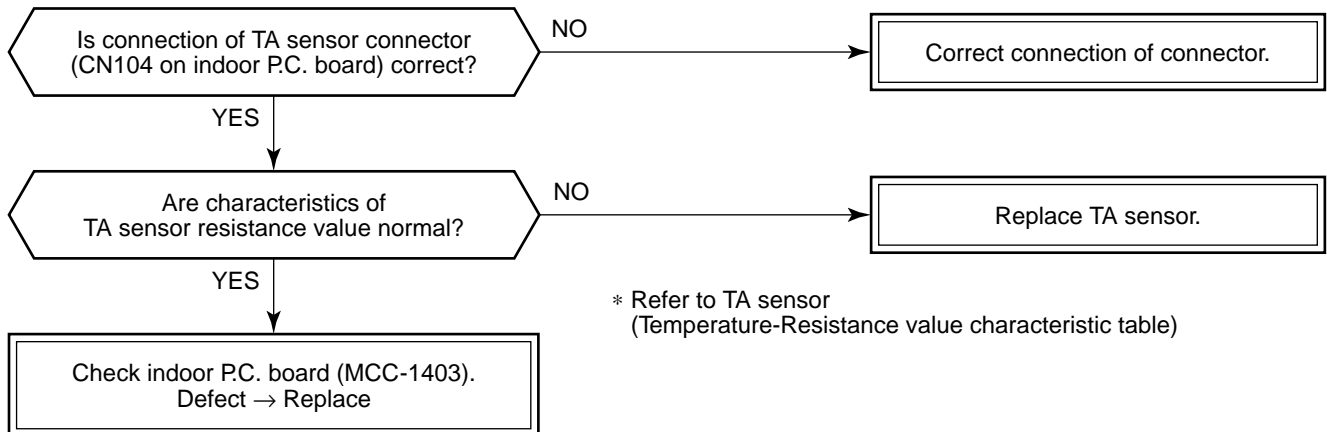 Is connection of TA sensor connector
(CN104 on indoor P.C. board) correct?
NO
Correct connection of connector.
YES
Are characteristics of
TA sensor resistance value normal?
NO
Replace TA sensor.
YES
* Refer to TA sensor
(Temperature-Resistance value characteristic table)
Check indoor P.C. board (MCC-1403).
Defect → Replace